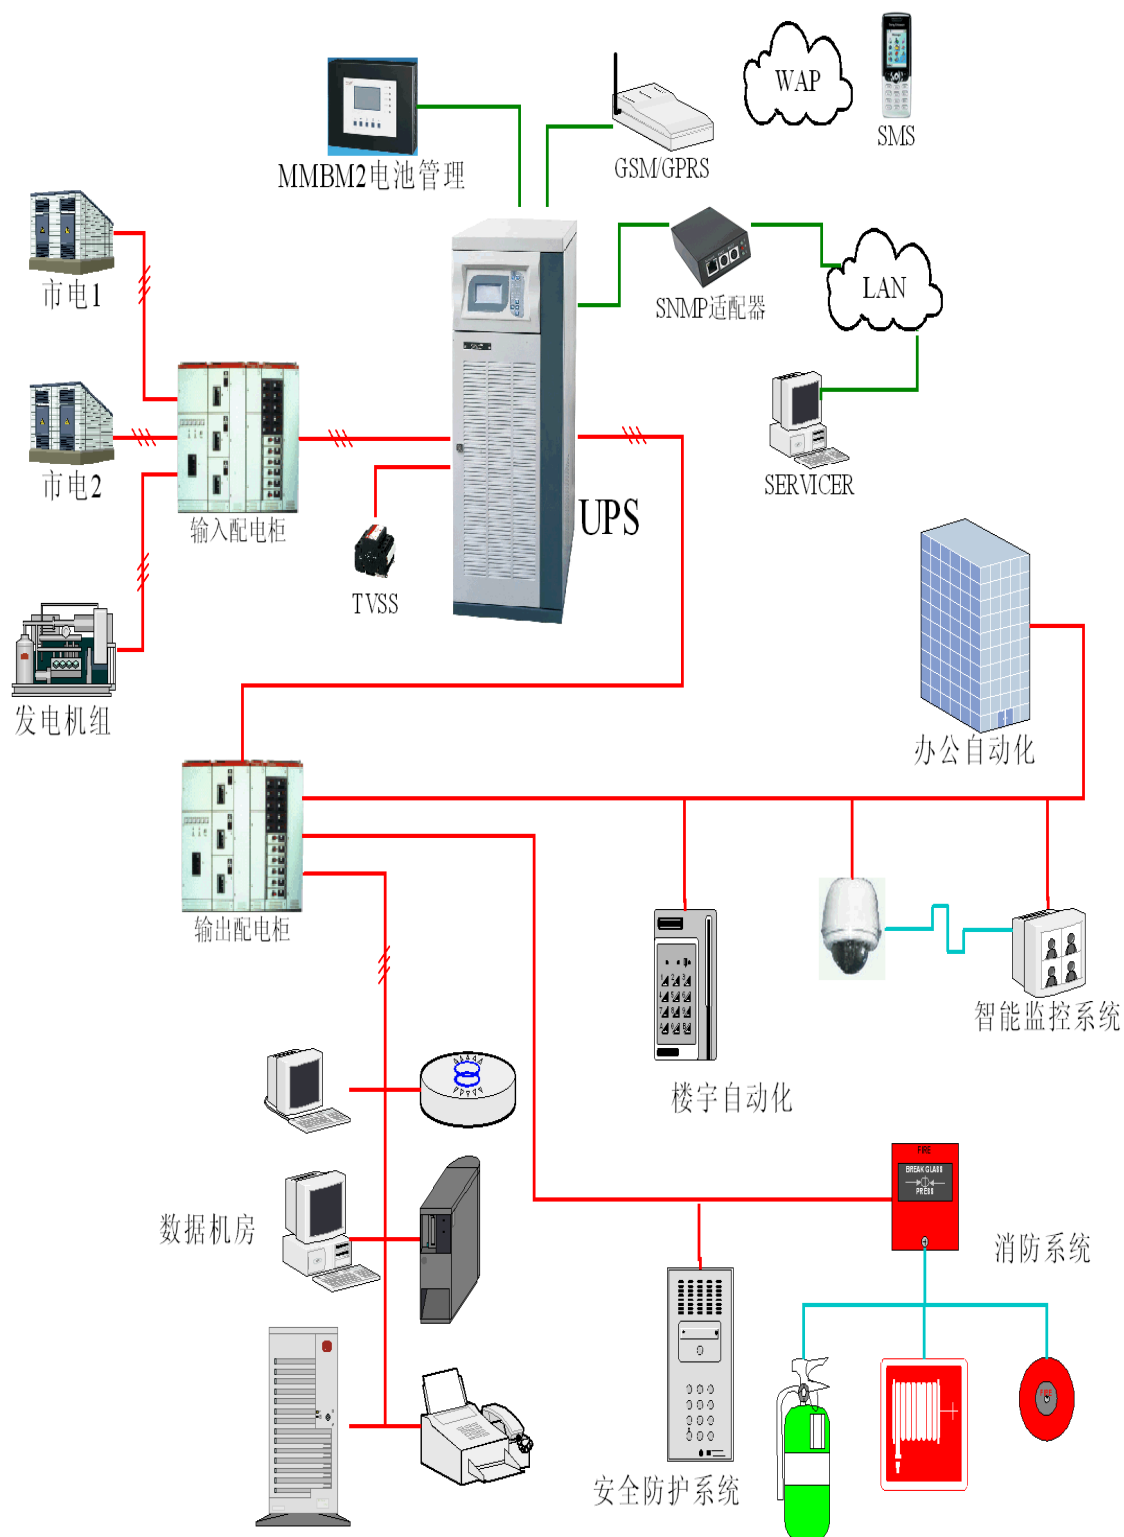 WAP
SMS
MMBM2电池管理
GSM/GPRS
市电1
SNMP适配器
LAN
市电2
SERVICER
输入配电柜
UPS
TVSS
发电机组
办公自动化
输出配电柜
智能监控系统
楼宇自动化
数据机房
FIRE
BREAK GLASS
PRESS
消防系统
FIRE
安全防护系统